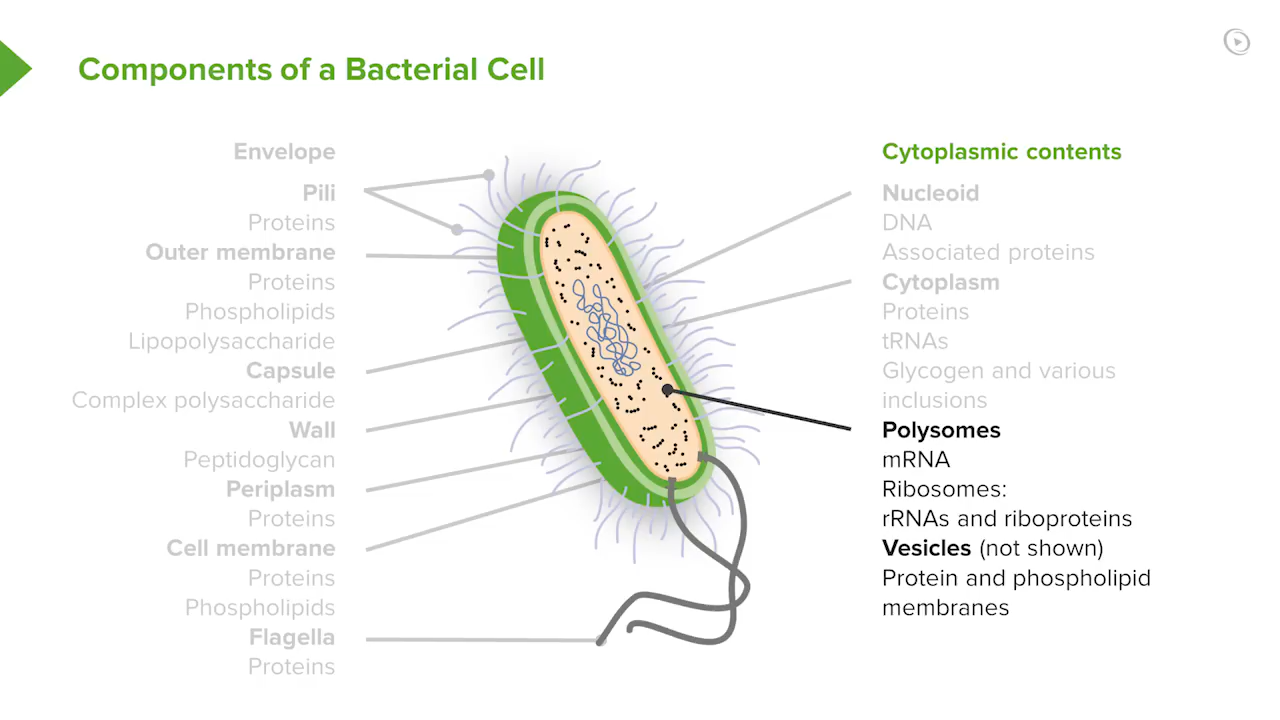 Components of a Bacterial Cell
Envelope
Pili
Proteins
Outer membrane
Proteins
Phospholipids
Lipopolysaccharide
Capsule
Complex polysaccharide
Wall
Peptidoglycan
Periplasm
Proteins
Cell membrane
Proteins
Phospholipids
Flagella
Proteins
Cytoplasmic contents
Nucleoid
DNA
Associated proteins
Cytoplasm
Proteins
tRNAs
Glycogen and various
inclusions
Polysomes
mRNA
Ribosomes:
rRNAs and riboproteins
Vesicles (not shown)
Protein and phospholipid
membranes